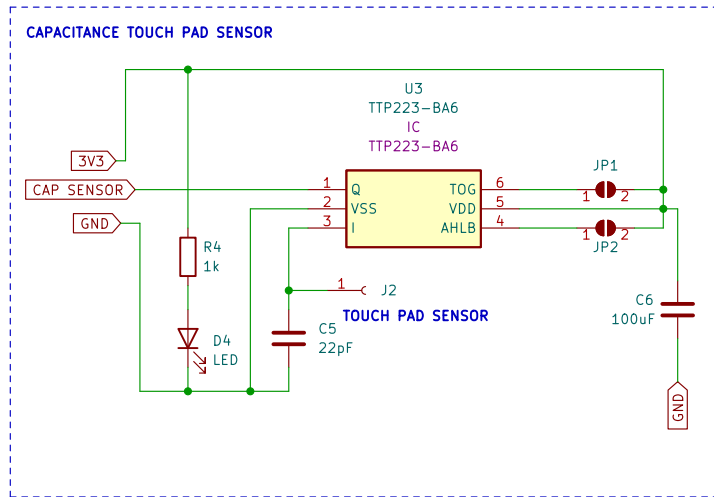 CAPACITANCE TOUCH PAD SENSOR
U3
TTP223-BA6
IC
TTP223-BA6
3V3
CAP SENSOR
GND
1 Q TOG 6
2 VSS VDD 5
3 I AHLB 4
JP1
1 2
1 2
JP2
R4
1k
1 J2
TOUCH PAD SENSOR
C6
100uF
D4
LED
C5
22pF
GND